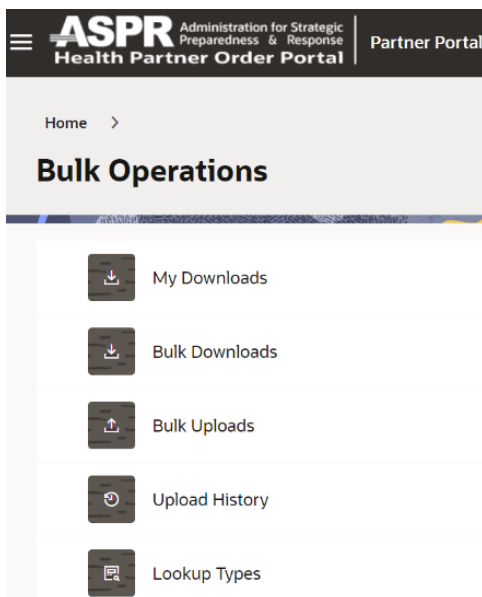 ASPR Administration for Strategic
Preparedness & Response
Health Partner Order Portal
Partner Portal
Home >
Bulk Operations
My Downloads
Bulk Downloads
Bulk Uploads
Upload History
Lookup Types